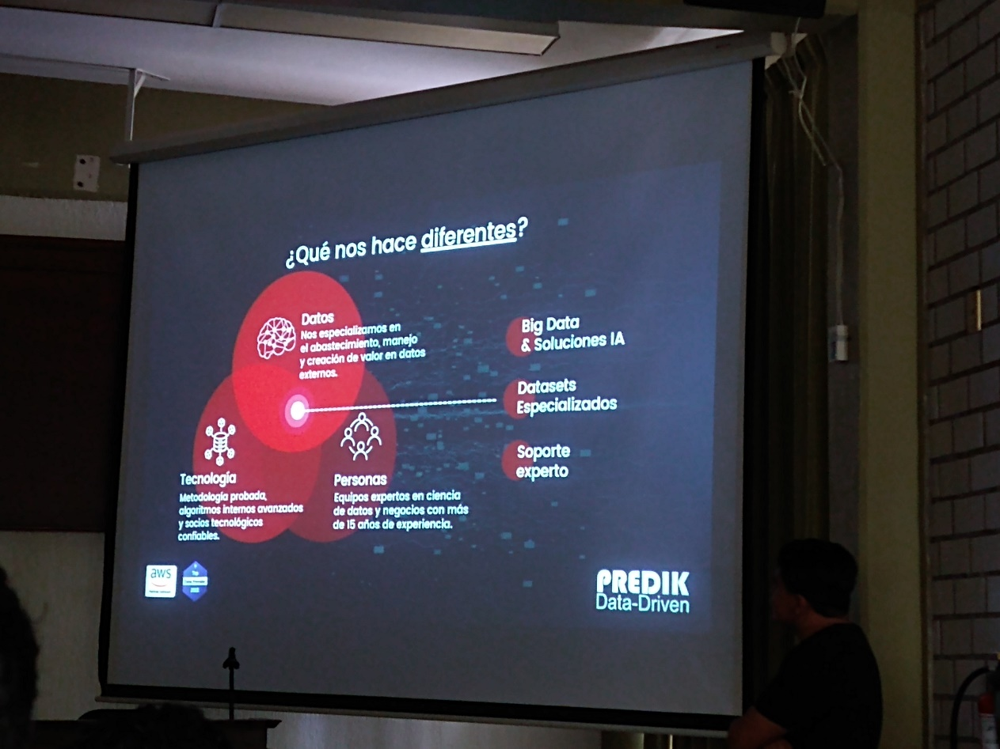 ¿Qué nos hace diferentes?
Datos
Nos especializamos en
el abastecimiento, manejo
y creación de valor en datos
externos.
Tecnología
Metodología probada,
algoritmos internos avanzados
y socios tecnológicos
confiables.
Personas
Equipos expertos en ciencia
de datos y negocios con más
de 15 años de experiencia.
Big Data
& Soluciones IA
Datasets
Especializados
Soporte
experto
aws
Top
PREDIK
Data-Driven